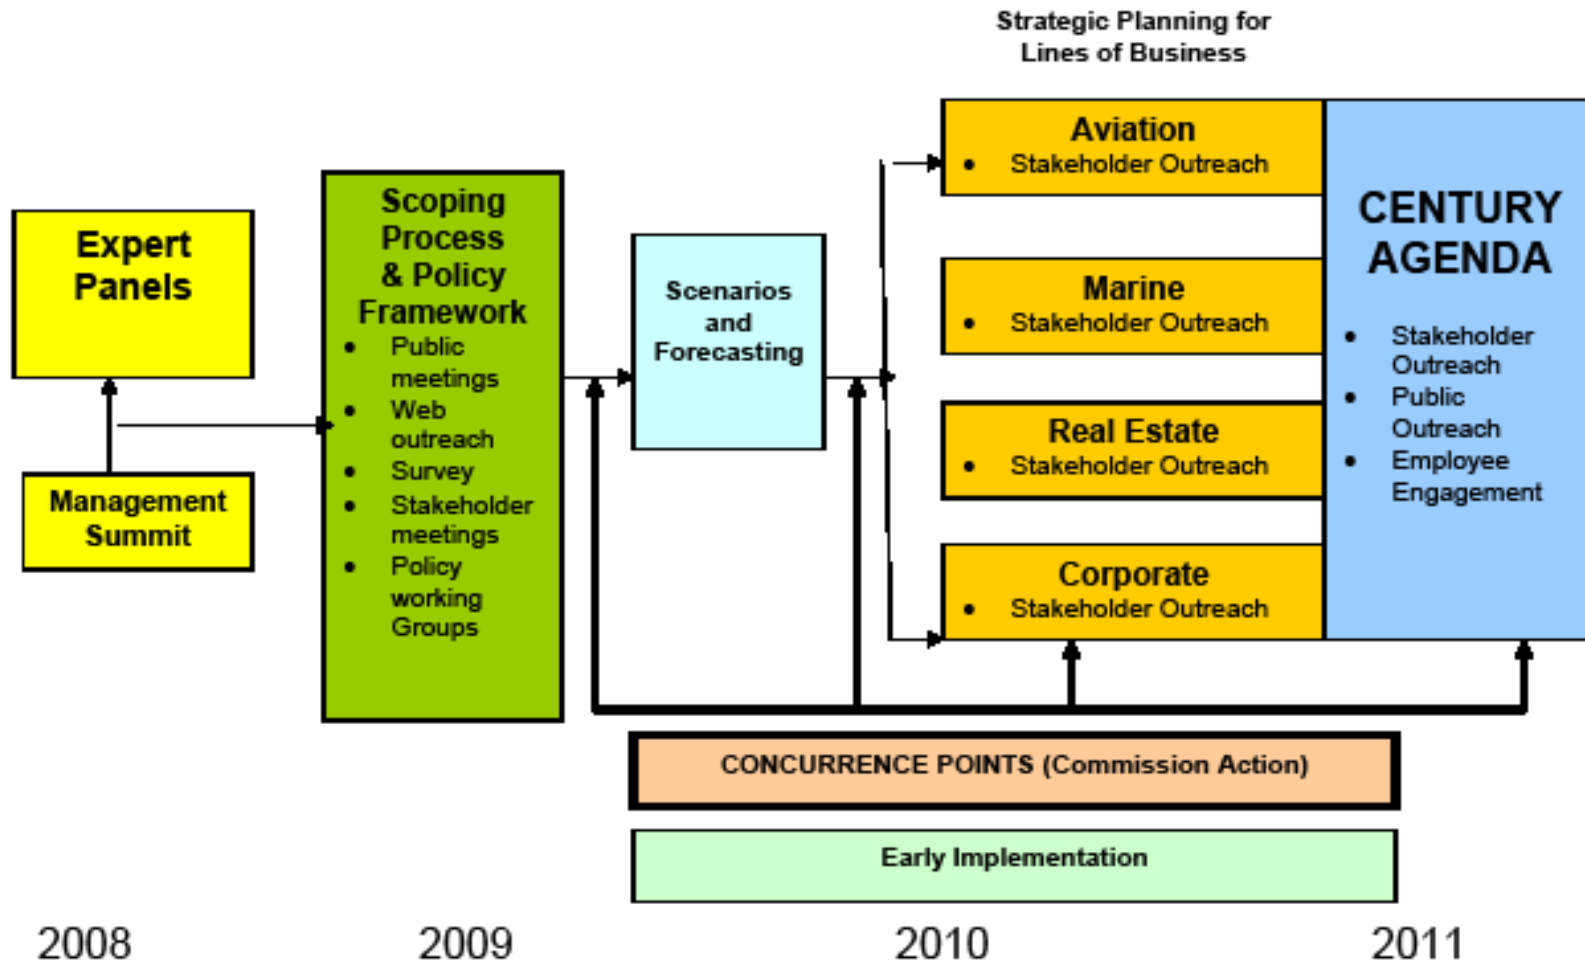 Strategic Planning for
Lines of Business
Expert
Panels
Management
Summit
Scoping
Process
& Policy
Framework
• Public
meetings
• Web
outreach
• Survey
• Stakeholder
meetings
• Policy
working
Groups
Scenarios
and
Forecasting
Aviation
• Stakeholder Outreach
Marine
• Stakeholder Outreach
Real Estate
• Stakeholder Outreach
Corporate
• Stakeholder Outreach
CENTURY
AGENDA
• Stakeholder
Outreach
• Public
Outreach
• Employee
Engagement
CONCURRENCE POINTS (Commission Action)
Early Implementation
2008 2009 2010 2011